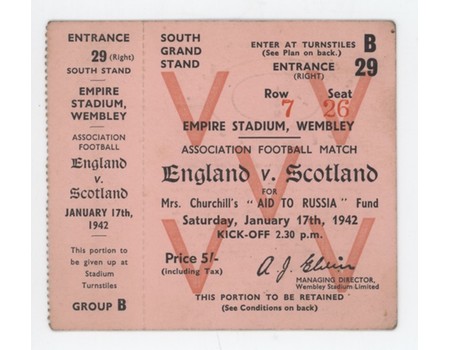 ENTRANCE
29 (Right)
SOUTH STAND
EMPIRE
STADIUM,
WEMBLEY
ASSOCIATION
FOOTBALL
England
v.
Scotland
JANUARY 17th,
1942
This portion to
be given up at
Stadium
Turnstiles
GROUP B
SOUTH
GRAND
STAND
ENTER AT TURNSTILES B
(See Plan on back.)
ENTRANCE 29
(RIGHT)
Row Seat
7 26
EMPIRE STADIUM, WEMBLEY
ASSOCIATION FOOTBALL MATCH
England v. Scotland
FOR
Mrs. Churchill's "AID TO RUSSIA" Fund
Saturday, January 17th, 1942
KICK-OFF 2.30 p.m.
Price 5/-
(including Tax)
A. J. Elvin
MANAGING DIRECTOR,
Wembley Stadium Limited
THIS PORTION TO BE RETAINED
(See Conditions on back)
V V
V
V V